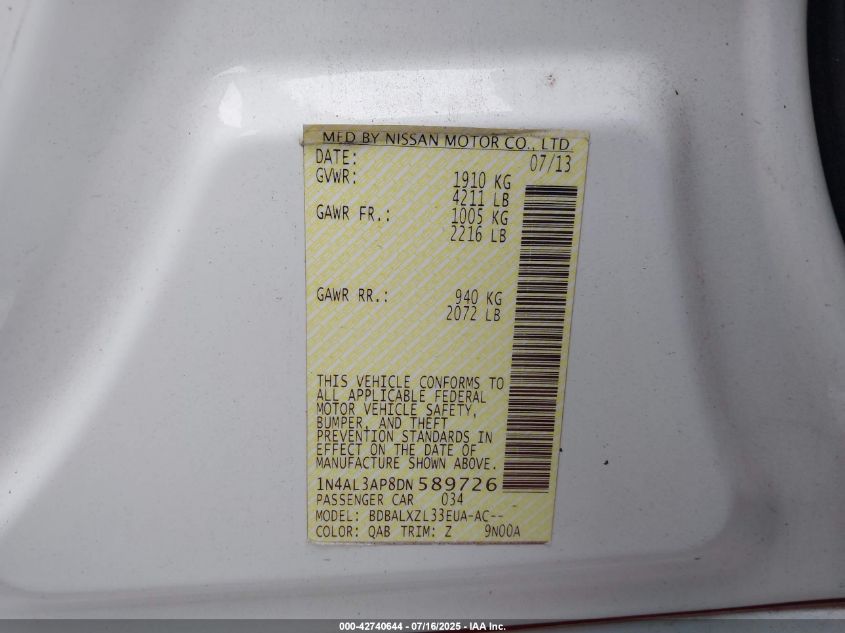 MFD BY NISSAN MOTOR CO., LTD
DATE: 07/13
GVWR: 1910 KG
4211 LB
GAWR FR.: 1005 KG
2216 LB
GAWR RR.: 940 KG
2072 LB
THIS VEHICLE CONFORMS TO
ALL APPLICABLE FEDERAL
MOTOR VEHICLE SAFETY,
BUMPER, AND THEFT
PREVENTION STANDARDS IN
EFFECT ON THE DATE OF
MANUFACTURE SHOWN ABOVE.
1N4AL3AP8DN 589726
PASSENGER CAR 034
MODEL: BDBALXZL33EUA-AC--
COLOR: QAB TRIM: Z 9N00A
000-42740644 - 07/16/2025 - IAA Inc.